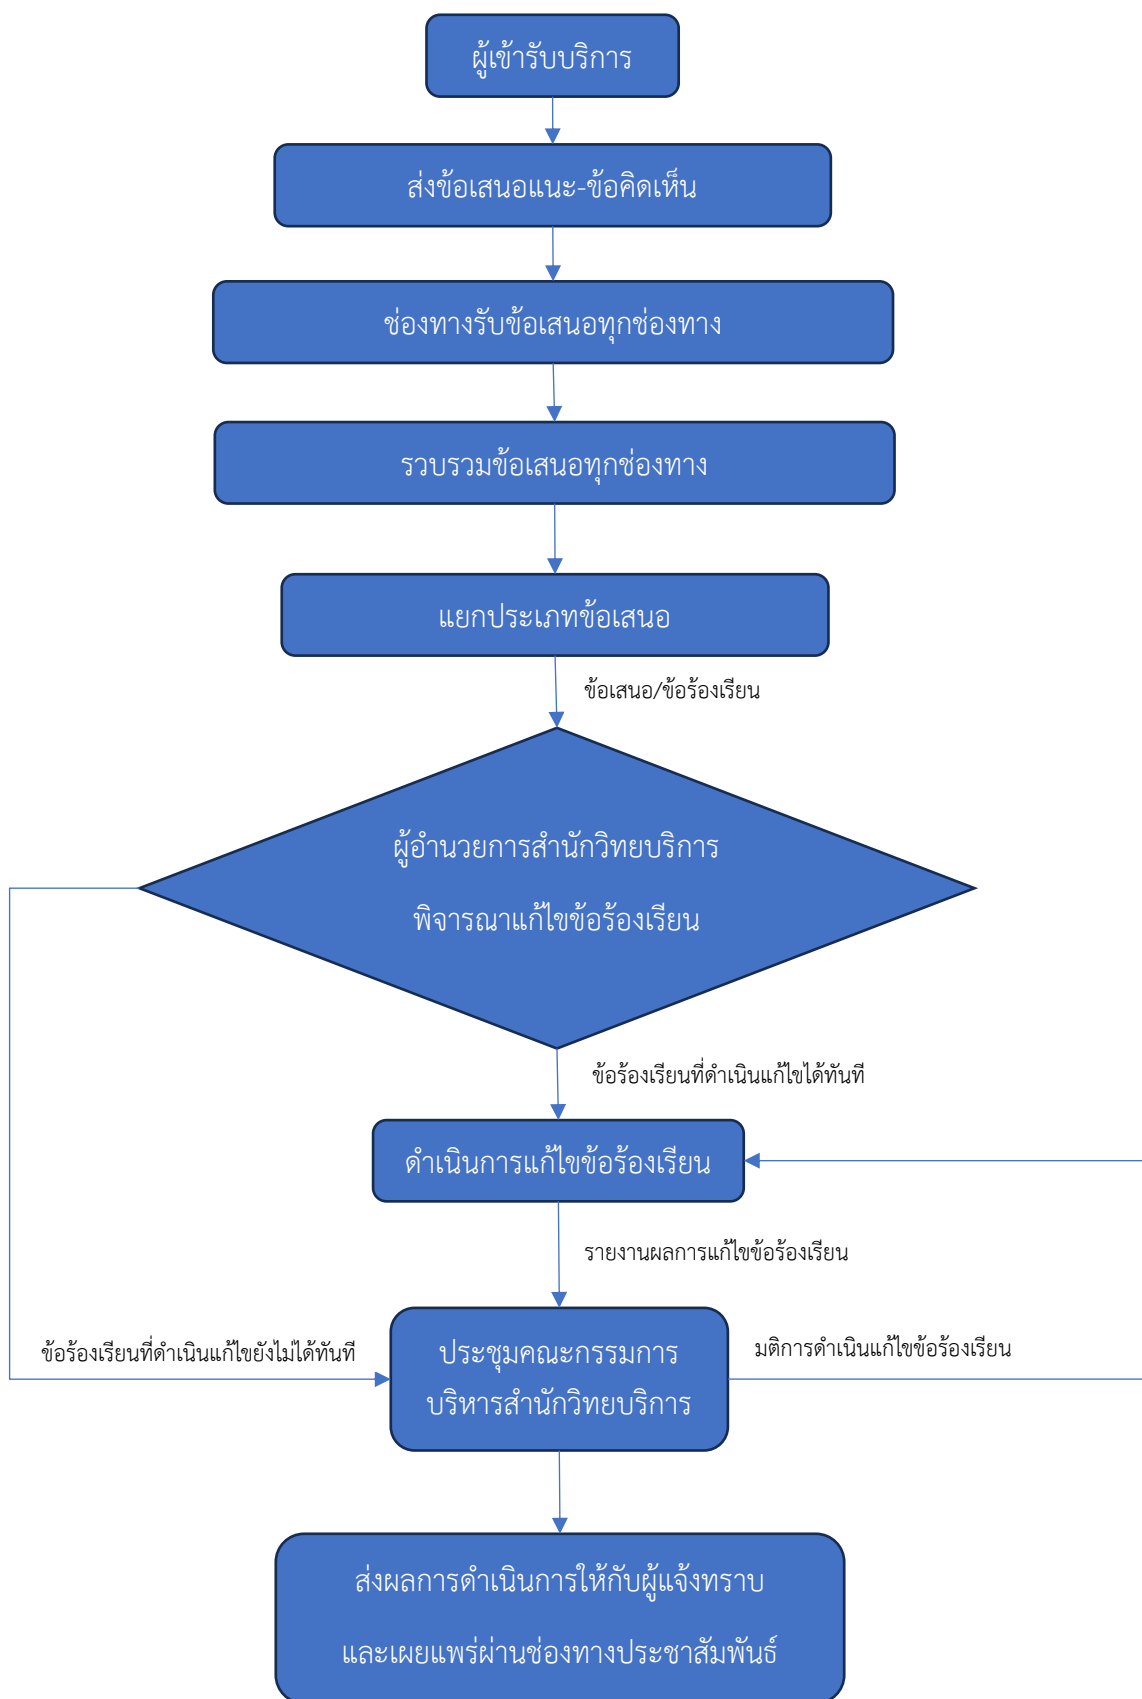 ผู้เข้ารับบริการ
ส่งข้อเสนอแนะ-ข้อคิดเห็น
ช่องทางรับข้อเสนอทุกช่องทาง
รวบรวมข้อเสนอทุกช่องทาง
แยกประเภทข้อเสนอ
ข้อเสนอ/ข้อร้องเรียน
ผู้อำนวยการสำนักวิทยบริการ
พิจารณาแก้ไขข้อร้องเรียน
ข้อร้องเรียนที่ดำเนินแก้ไขได้ทันที
ดำเนินการแก้ไขข้อร้องเรียน
รายงานผลการแก้ไขข้อร้องเรียน
ข้อร้องเรียนที่ดำเนินแก้ไขยังไม่ได้ทันที
ประชุมคณะกรรมการ
บริหารสำนักวิทยบริการ
มติการดำเนินแก้ไขข้อร้องเรียน
ส่งผลการดำเนินการให้กับผู้แจ้งทราบ
และเผยแพร่ผ่านช่องทางประชาสัมพันธ์